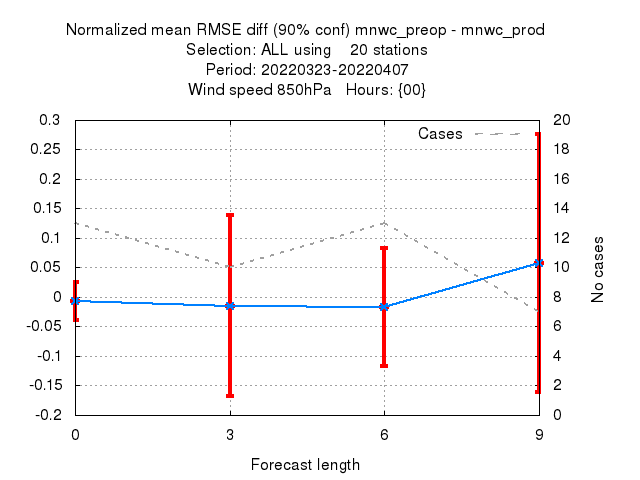 Normalized mean RMSE diff (90% conf) mnwc_preop - mnwc_prod
Selection: ALL using    20 stations
Period: 20220323-20220407
Wind speed 850hPa   Hours: {00}
Cases
0.3
0.25
0.2
0.15
0.1
0.05
0
-0.05
-0.1
-0.15
-0.2
20
18
16
14
12
10
8
6
4
2
0
No cases
0 3 6 9
Forecast length